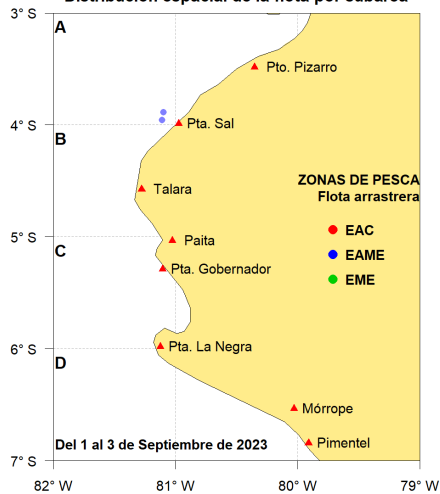 Distribución espacial de la flota por subárea
3° S
A
Pto. Pizarro
4° S
Pta. Sal
B
ZONAS DE PESCA
Talara
Flota arrastrera
EAC
5° S
Paita
C
EAME
Pta. Gobernador
EME
6° S
Pta. La Negra
D
Mórrope
Del 1 al 3 de Septiembre de 2023
Pimentel
7° S
82° W
81° W
80° W
79° W